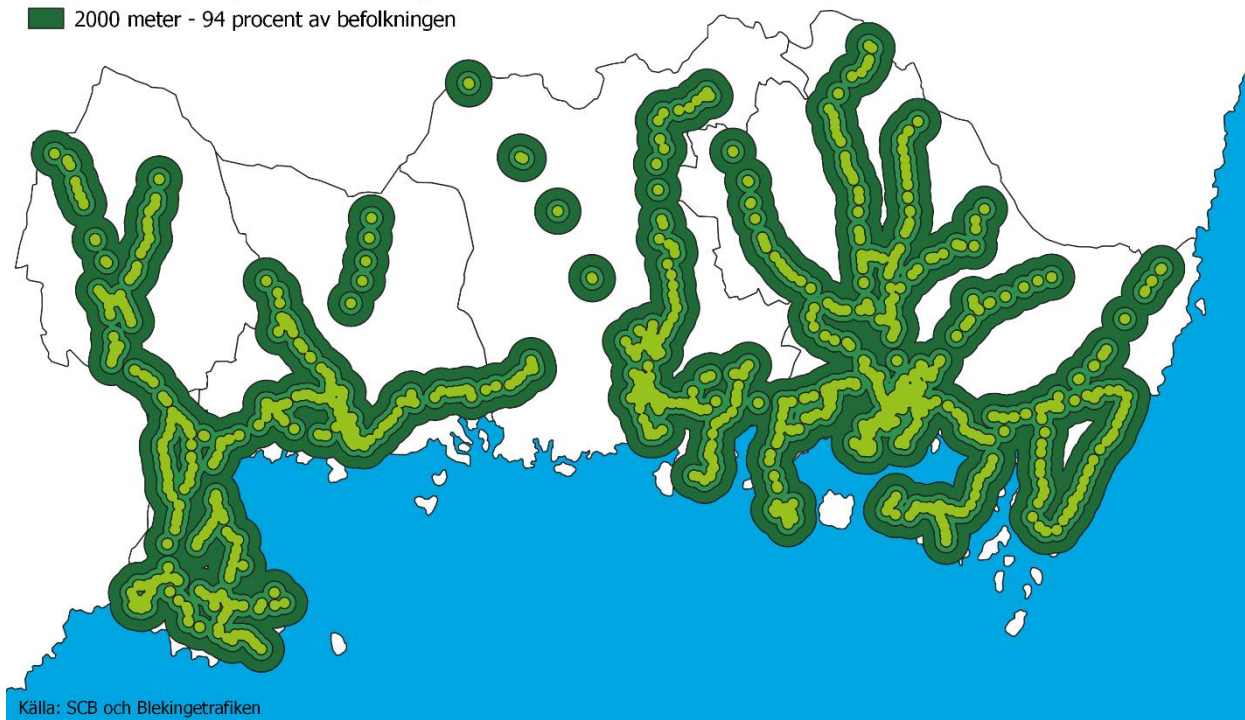 2000 meter - 94 procent av befolkningen
Källa: SCB och Blekingetrafiken